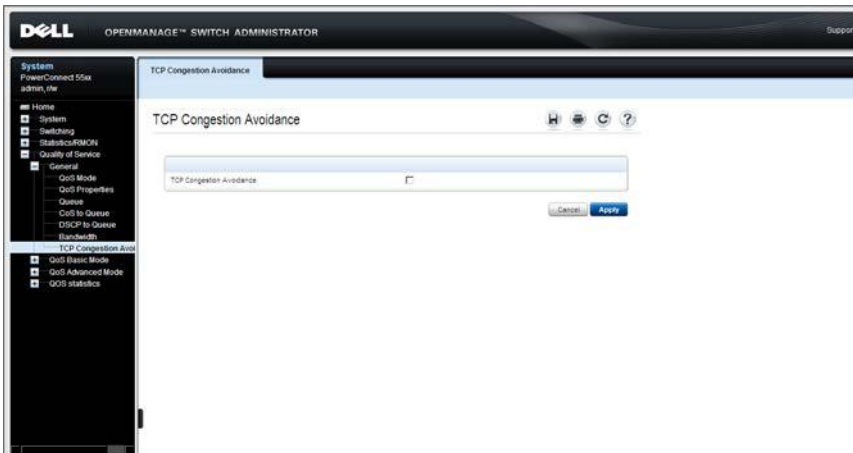 DELL
OPENMANAGE™ SWITCH ADMINISTRATOR
Suppor
System
PowerConnect 55xx
admin, r/w
Home
System
Switching
Statistics/RMON
Quality of Service
General
QoS Mode
QoS Properties
Queue
CoS to Queue
DSCP to Queue
Bandwidth
TCP Congestion Avoi
QoS Basic Mode
QoS Advanced Mode
QOS statistics
TCP Congestion Avoidance
TCP Congestion Avoidance
TCP Congestion Avoidance
Cancel
Apply